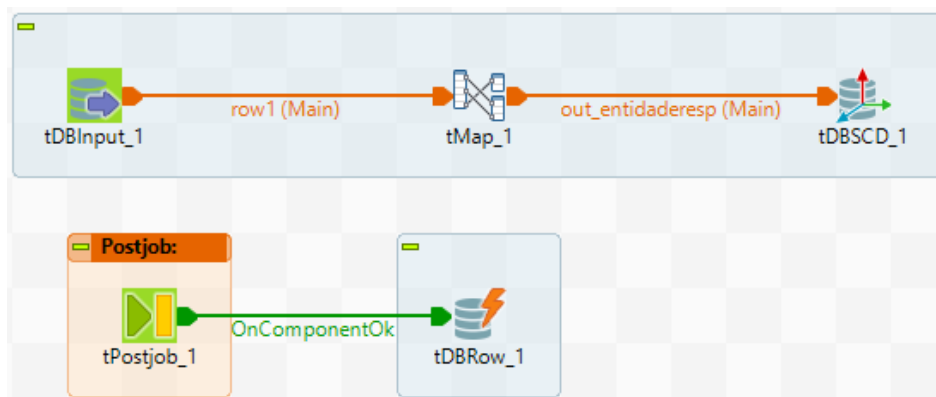 row1 (Main)
out_entidaderesp (Main)
tDBInput_1
tMap_1
tDBSCD_1
Postjob:
OnComponentOk
tPostjob_1
tDBRow_1